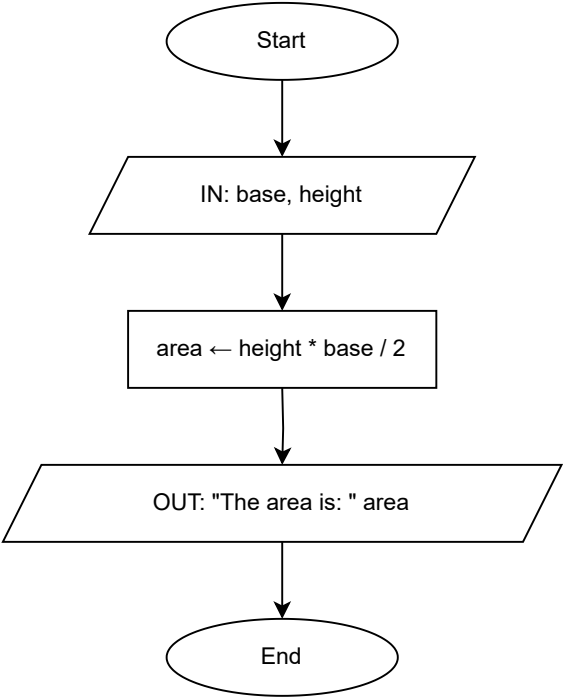 Start
IN: base, height
area ← height * base / 2
OUT: "The area is: " area
End